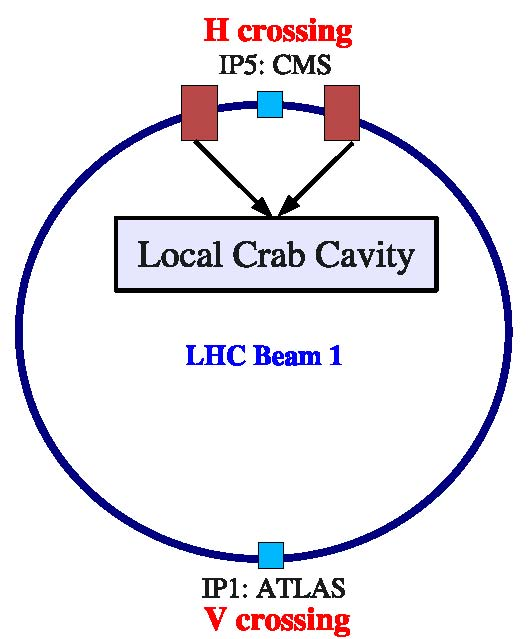 H crossing
IP5: CMS
Local Crab Cavity
LHC Beam 1
IP1: ATLAS
V crossing